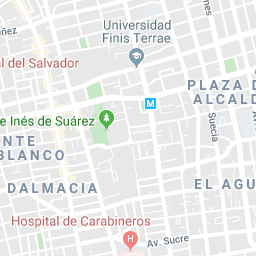 Universidad
Finis Terrae
al del Salvador
PLAZA D
ALCALD
M
e Inés de Suárez
Suecia
NTE
BLANCO
DALMACIA
EL AGU
Hospital de Carabineros
H
Av. Sucre